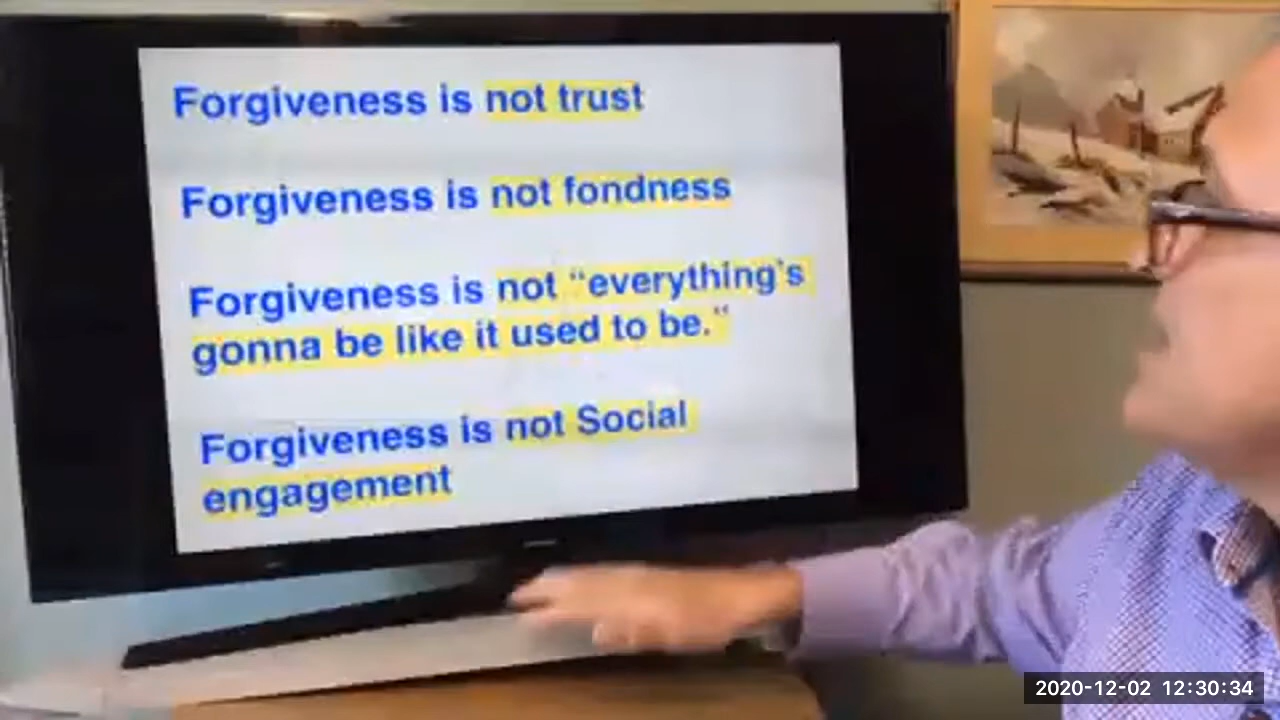 Forgiveness is not trust
Forgiveness is not fondness
Forgiveness is not “everything's
gonna be like it used to be.“
Forgiveness is not Social
engagement
2020-12-02 12:30:34